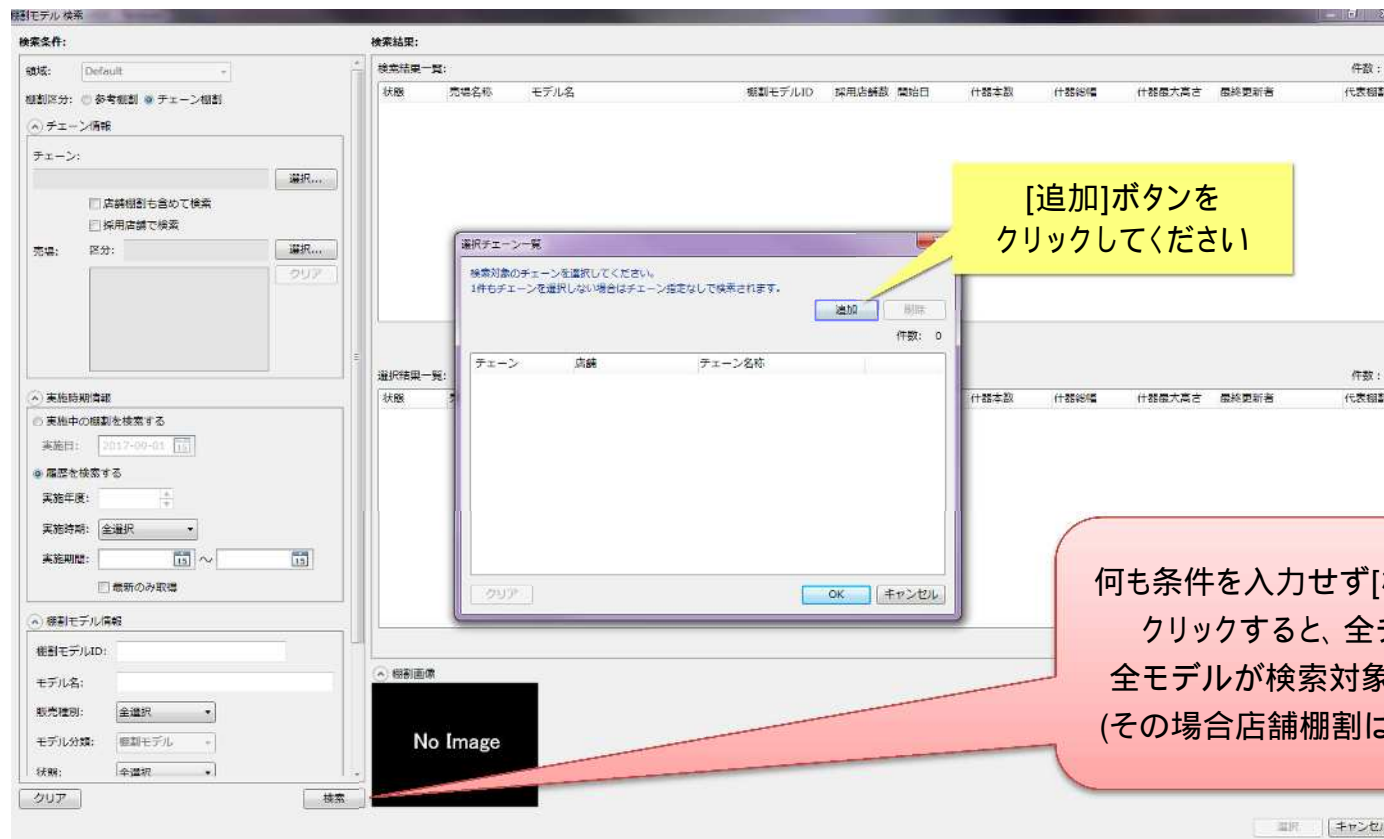 棚割モデル 検索
検索条件:
領域: Default
棚割区分: 参考棚割 チェーン棚割
チェーン情報
チェーン:
選択...
店舗棚割も含めて検索
採用店舗で検索
売場: 区分: 選択...
クリア
実施時期情報
実施中の棚割を検索する
実施日: 2017-09-01 15
履歴を検索する
実施年度:
実施時期: 全選択
実施期間: 15 ～ 15
最新のみ取得
棚割モデル情報
棚割モデルID:
モデル名:
販売種別: 全選択
モデル分類: 棚割モデル
状態: 全選択
クリア 検索
検索結果:
検索結果一覧: 件数:
状態 売場名称 モデル名 棚割モデルID 採用店舗数 開始日 什器本数 什器総幅 什器最大高さ 最終更新者 代表棚割
選択チェーン一覧
検索対象のチェーンを選択してください。
1件もチェーンを選択しない場合はチェーン指定なしで検索されます。
追加 削除
件数: 0
チェーン 店舗 チェーン名称
クリア OK キャンセル
[追加]ボタンを
クリックしてください
選択結果一覧: 件数:
状態 什器本数 什器総幅 什器最大高さ 最終更新者 代表棚割
棚割画像
No Image
何も条件を入力せず[
クリックすると、全
全モデルが検索対象
(その場合店舗棚割は
選択 キャンセル